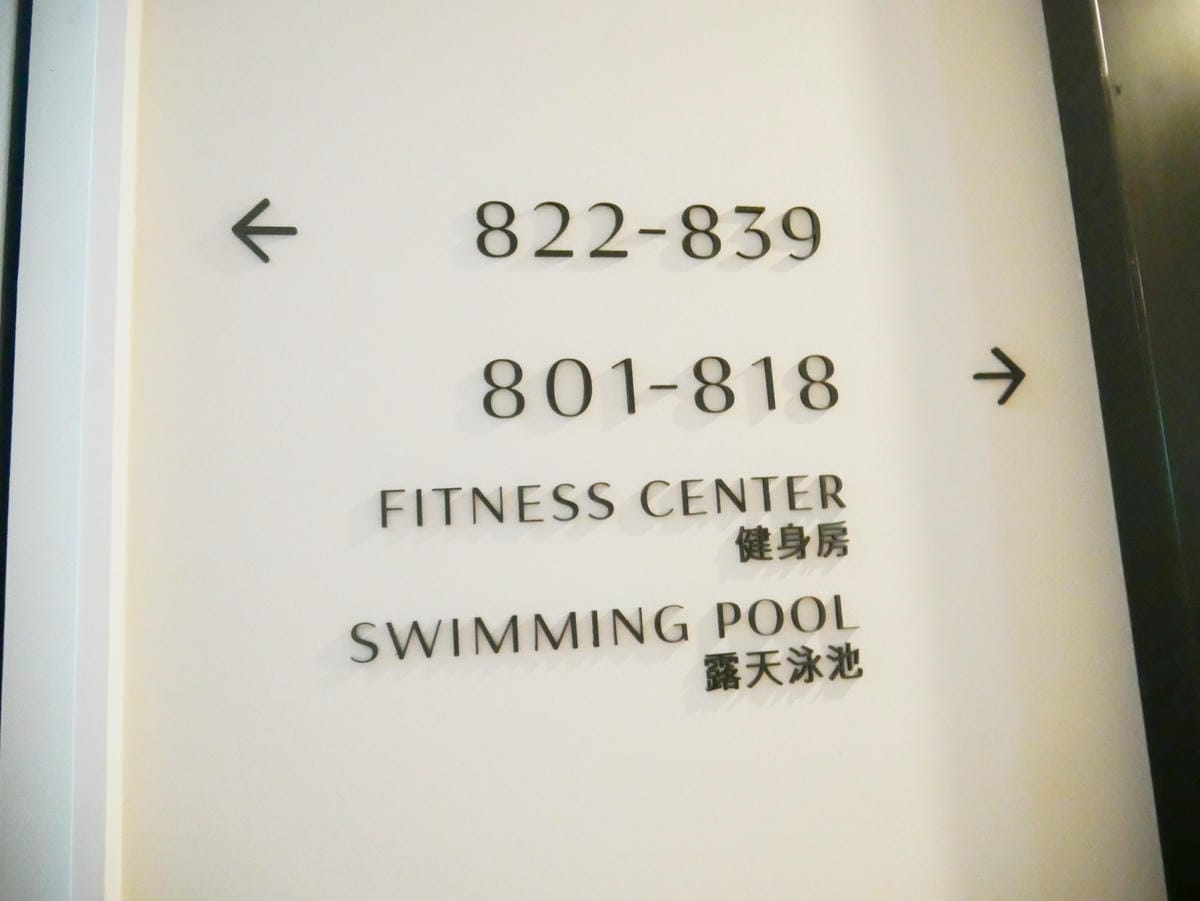 ← 822-839
801-818 →
FITNESS CENTER
健身房
SWIMMING POOL
露天泳池